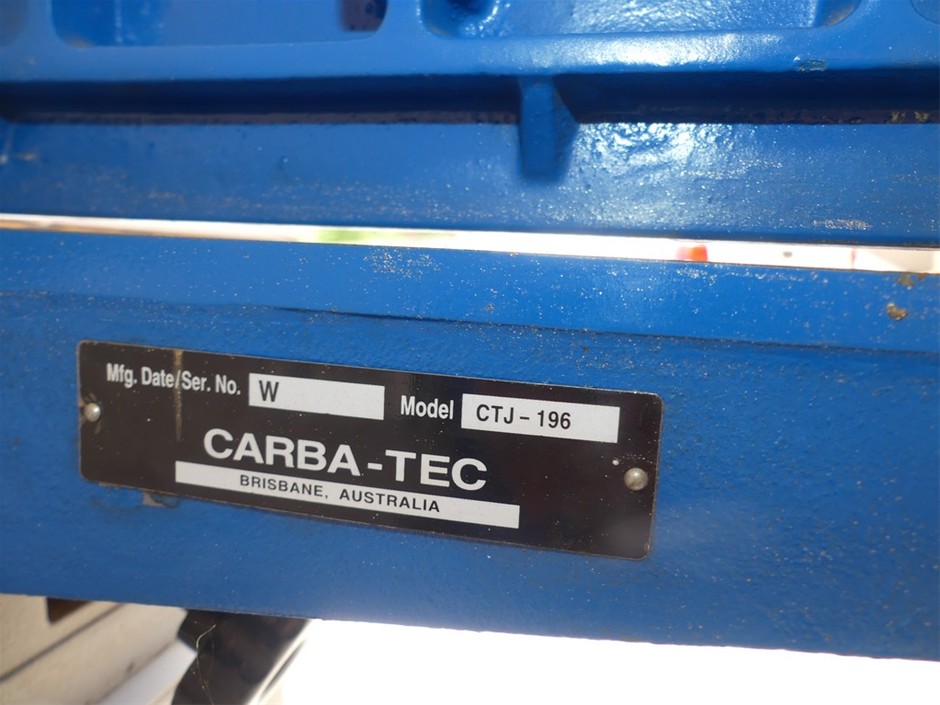 Mfg. Date/Ser. No. W Model CTJ-196
CARBA-TEC
BRISBANE, AUSTRALIA